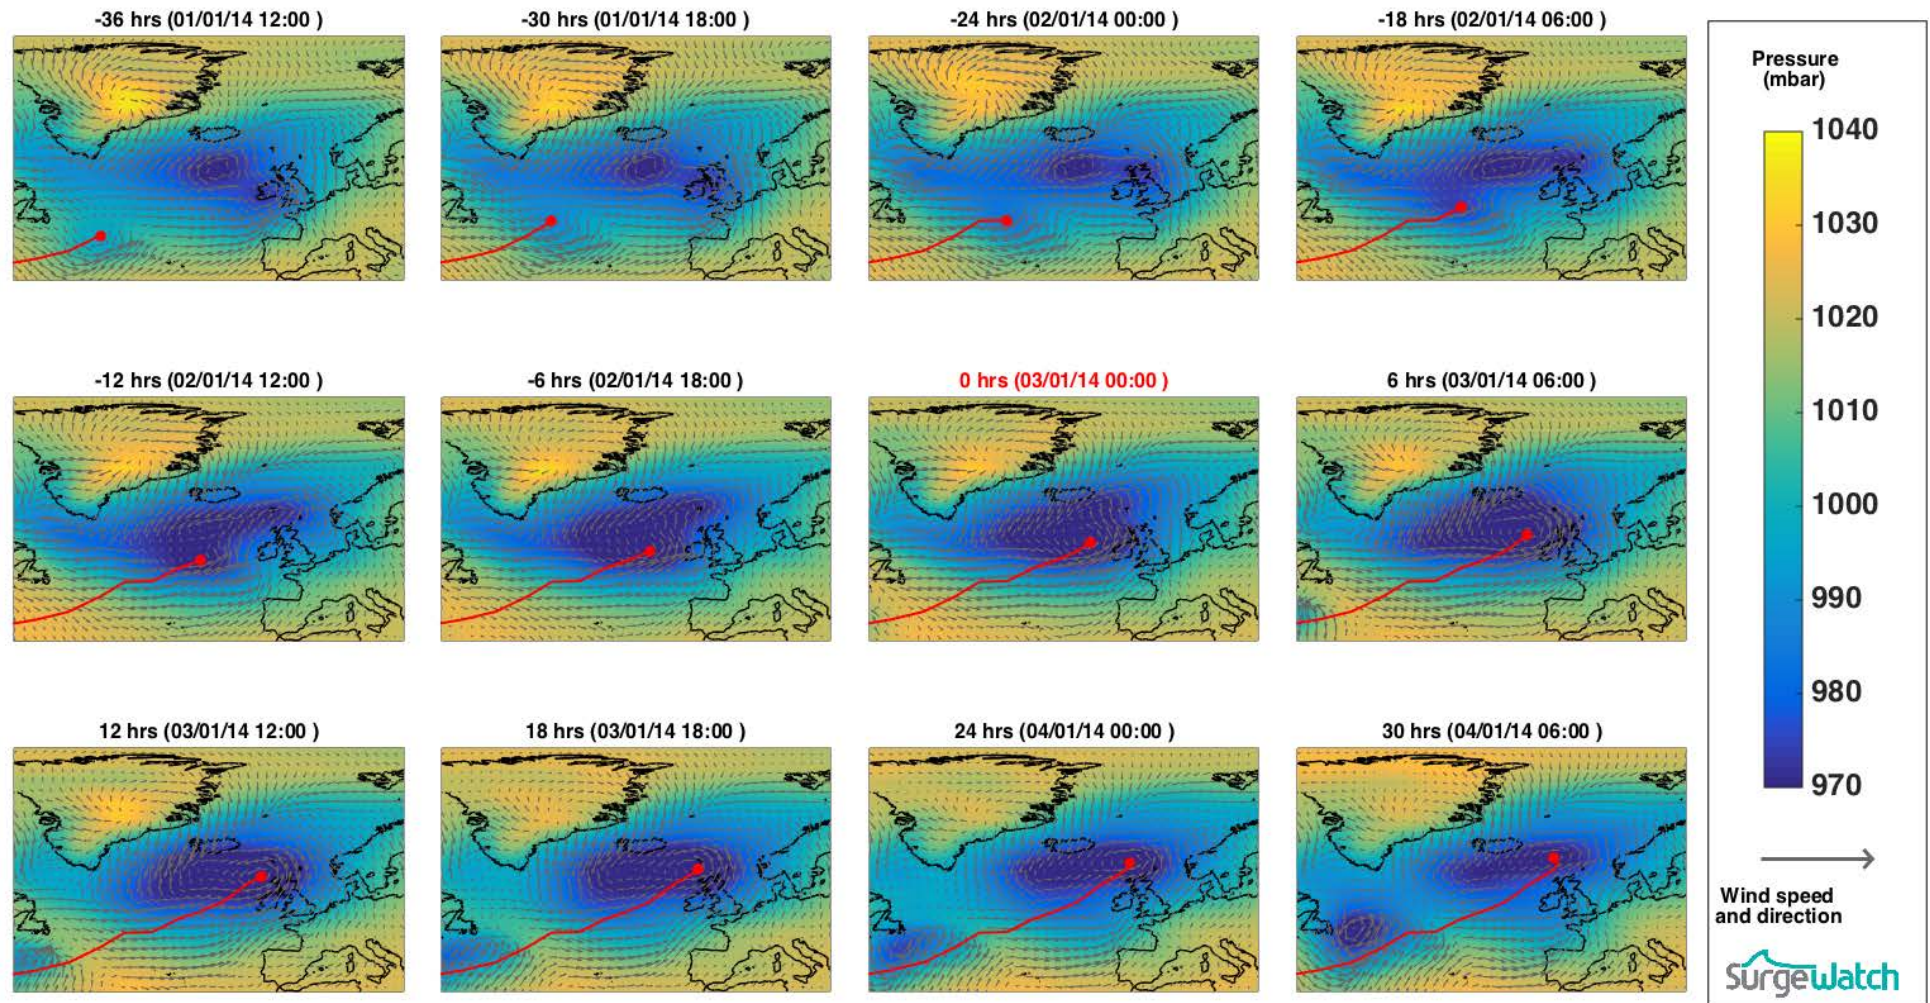 -36 hrs (01/01/14 12:00 )
-30 hrs (01/01/14 18:00 )
-24 hrs (02/01/14 00:00 )
-18 hrs (02/01/14 06:00 )
-12 hrs (02/01/14 12:00 )
-6 hrs (02/01/14 18:00 )
0 hrs (03/01/14 00:00 )
6 hrs (03/01/14 06:00 )
12 hrs (03/01/14 12:00 )
18 hrs (03/01/14 18:00 )
24 hrs (04/01/14 00:00 )
30 hrs (04/01/14 06:00 )
Pressure
(mbar)
1040
1030
1020
1010
1000
990
980
970
Wind speed
and direction
Surgewatch